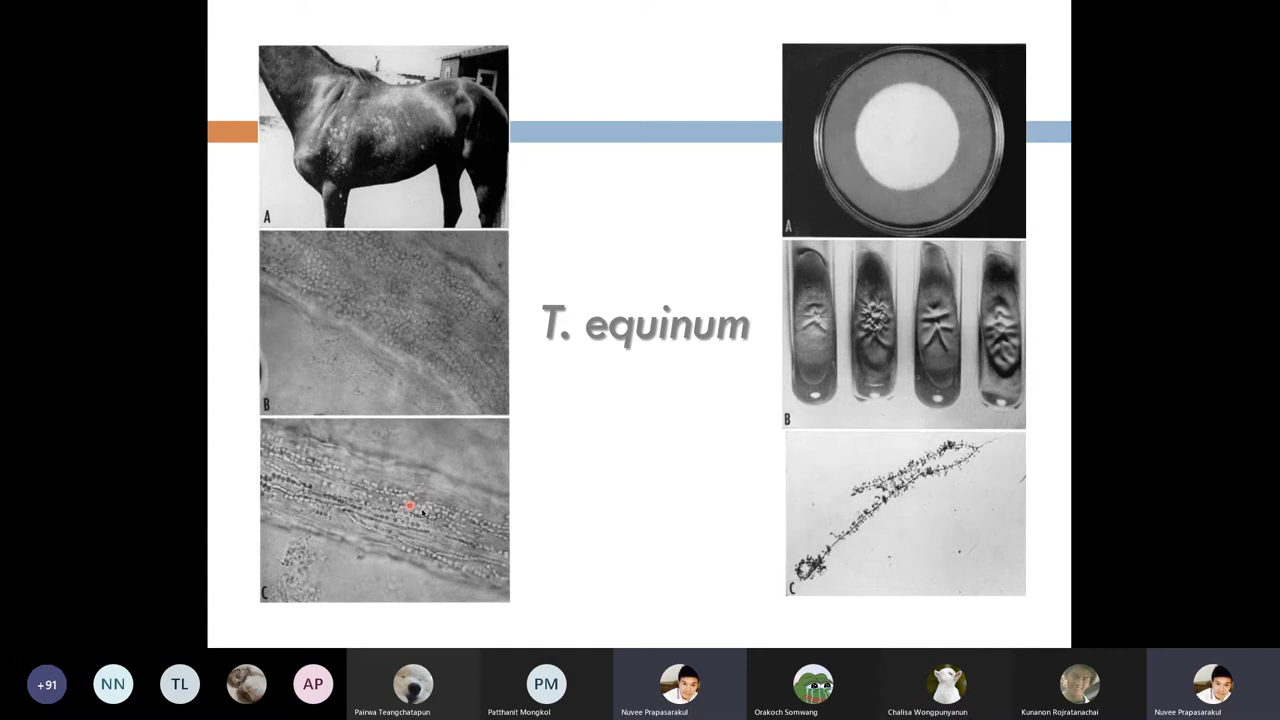 A
B
C
T. equinum
A
B
C
+91
NN
TL
AP
Pairwa Teangchatapun
PM
Patthanit Mongkol
Nuvee Prapasarakul
Orakoch Somwang
Chalisa Wongpunyanun
Kunanon Rojratanachai
Nuvee Prapasarakul